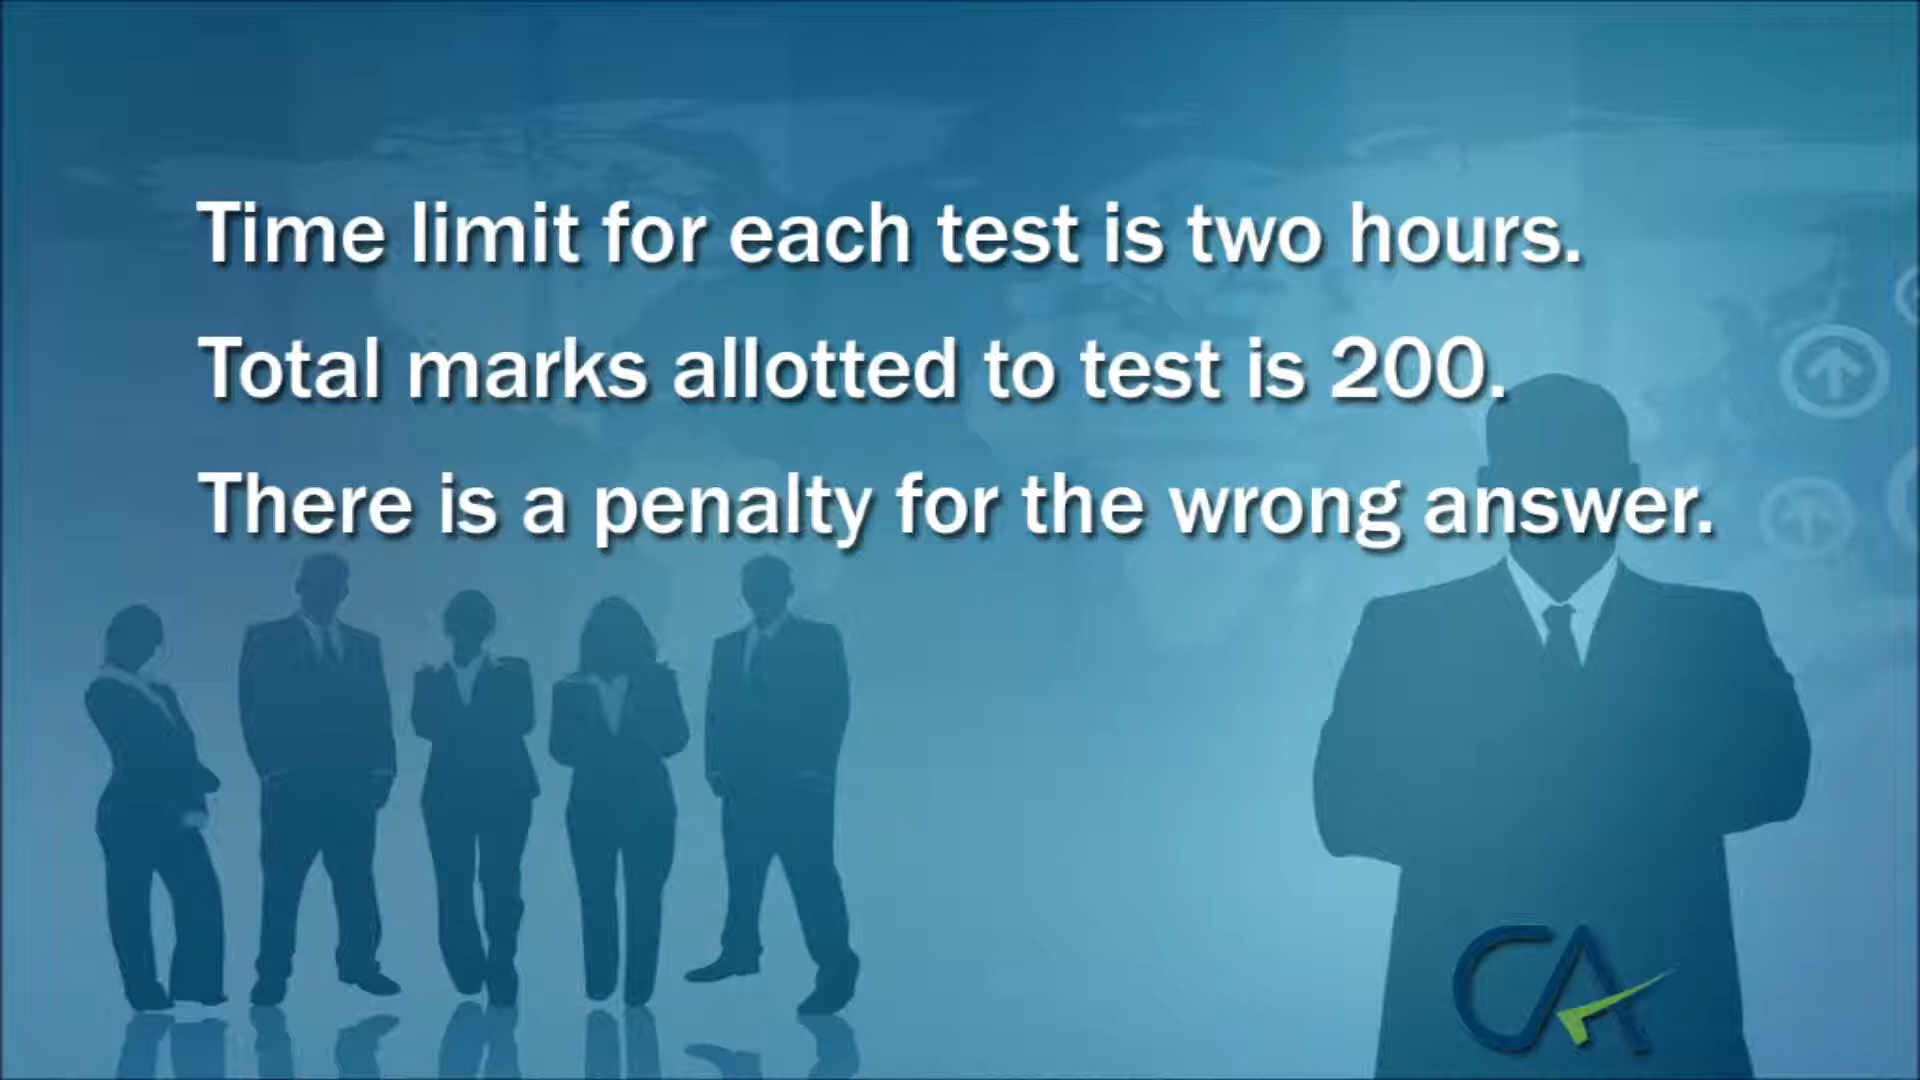 Time limit for each test is two hours.
Total marks allotted to test is 200.
There is a penalty for the wrong answer.
CA